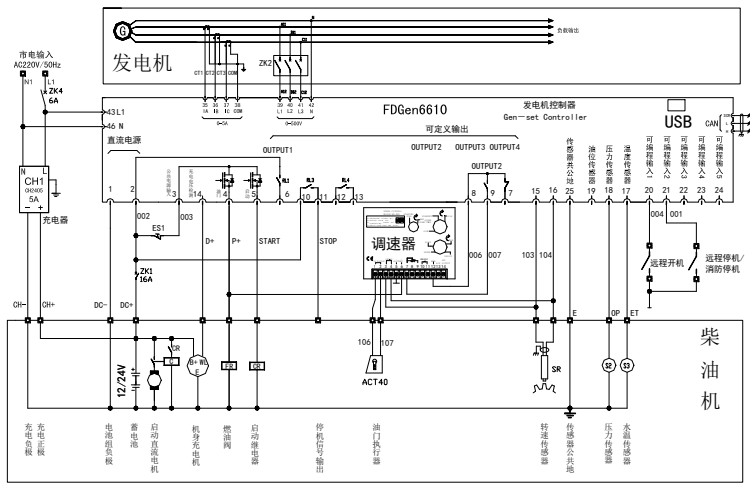 G
发电机
负载输出
市电输入
AC220V/50Hz
N1
L1
ZK4
6A
CT1
CT2
CT3
COM
ZK2
35
36
37
38
39
40
41
42
IA
IB
IC
COM
L1
L2
L3
N
0-5A
0-500V
FDGen6610
发电机控制器
Gen-set Controller
USB
CAN
43 L1
46 N
直流电源
可定义输出
OUTPUT1
OUTPUT2
OUTPUT3
OUTPUT4
OUTPUT2
传感器公共地
油位传感器
压力传感器
温度传感器
可编程输入1
可编程输入2
可编程输入3
可编程输入4
可编程输入5
N
L
CH1
5A
充电器
RL1
RL3
RL4
1
2
3
14
4
5
6
10
11
12
13
8
9
7
15
16
25
19
18
17
20
21
22
23
24
002
003
ES1
ZK1
16A
D+
P+
START
STOP
调速器
006
007
103
104
004
001
远程开机
远程停机/
消防停机
CH-
CH+
DC-
DC+
E
OP
ET
柴油机
12/24V
CR
C
B+
WL
E
FR
CR
106
107
ACT40
SR
S2
S3
充电负极
充电正极
电池组负极
蓄电池
启动直流电机
机身充电机
燃油阀
启动继电器
停机信号输出
油门执行器
转速传感器
传感器公共地
压力传感器
水温传感器